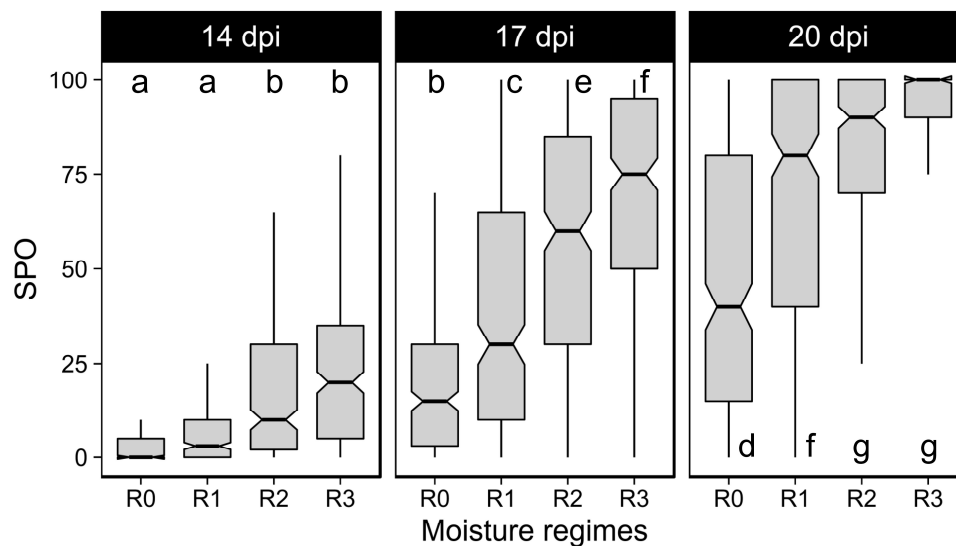 14 dpi 17 dpi 20 dpi
100 a a b b b c e f
75
SPO
50
25
0 d f g g
R0 R1 R2 R3 R0 R1 R2 R3 R0 R1 R2 R3
Moisture regimes